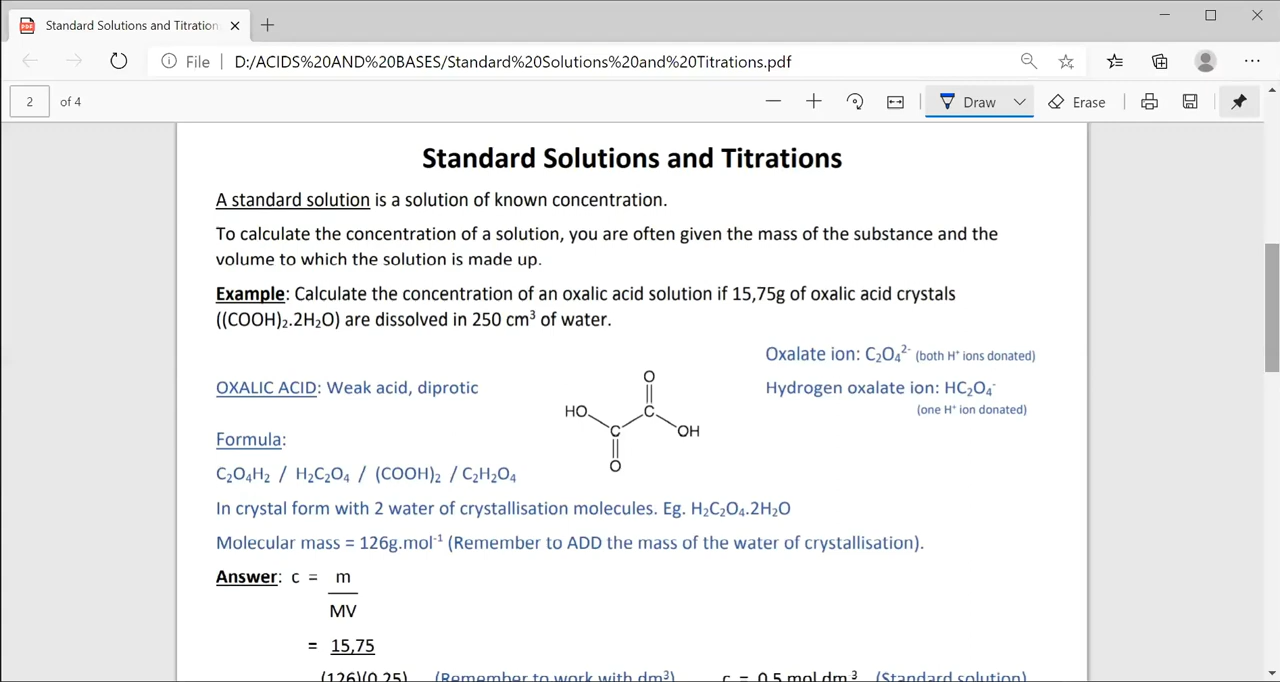 Standard Solutions and Titration
File | D:/ACIDS%20AND%20BASES/Standard%20Solutions%20and%20Titrations.pdf
2 of 4 Draw Erase
Standard Solutions and Titrations
A standard solution is a solution of known concentration.
To calculate the concentration of a solution, you are often given the mass of the substance and the
volume to which the solution is made up.
Example: Calculate the concentration of an oxalic acid solution if 15,75g of oxalic acid crystals
((COOH)₂.2H₂O) are dissolved in 250 cm³ of water.
Oxalate ion: C₂O₄²⁻ (both H⁺ ions donated)
OXALIC ACID: Weak acid, diprotic
Hydrogen oxalate ion: HC₂O₄⁻
(one H⁺ ion donated)
O
HO C
C OH
O
Formula:
C₂O₄H₂ / H₂C₂O₄ / (COOH)₂ / C₂H₂O₄
In crystal form with 2 water of crystallisation molecules. Eg. H₂C₂O₄.2H₂O
Molecular mass = 126g.mol⁻¹ (Remember to ADD the mass of the water of crystallisation).
Answer: c = m
MV
= 15,75
(126)(0,25) (Remember to work with dm³) c = 0,5 mol.dm⁻³ (Standard solution)